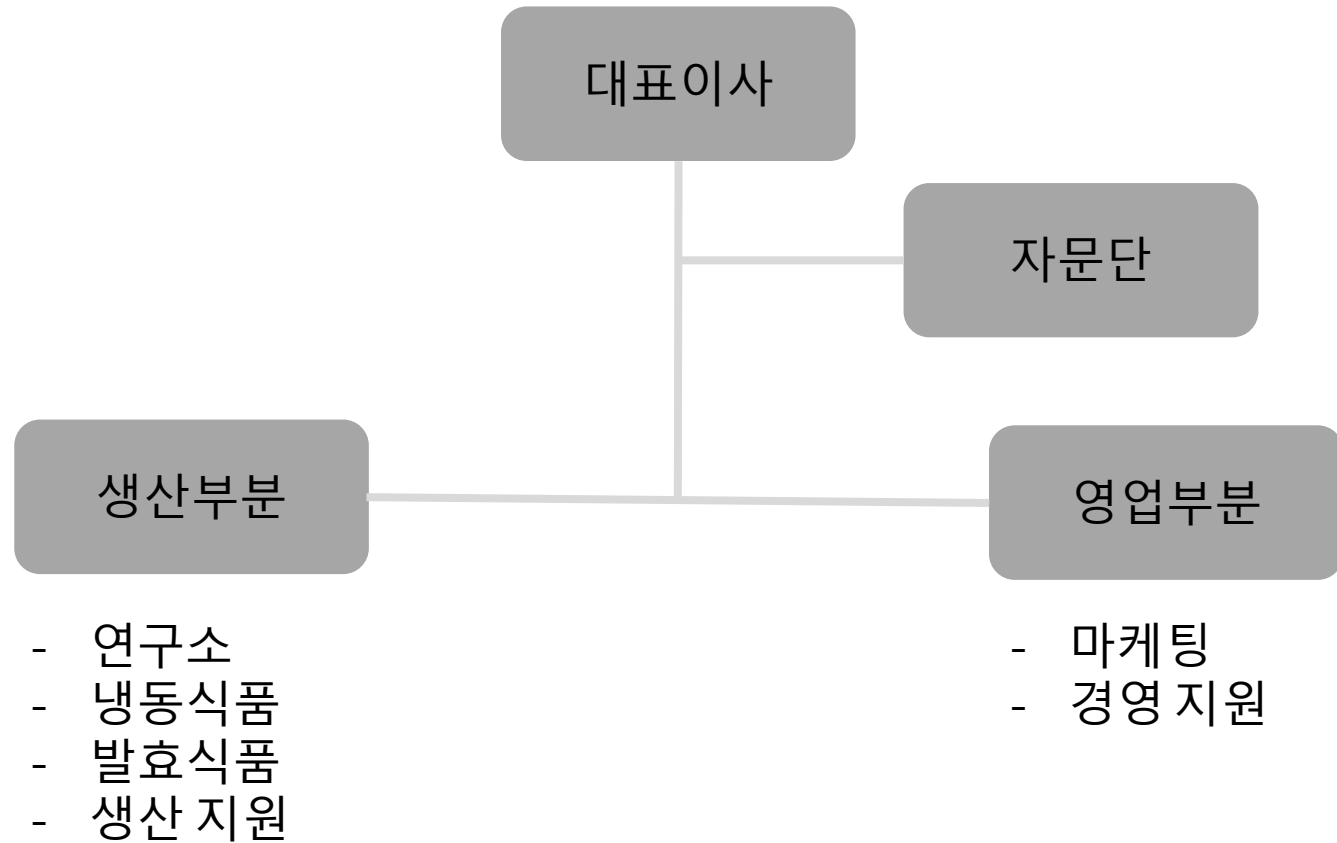 대표이사
자문단
생산부분
영업부분
- 연구소
- 냉동식품
- 발효식품
- 생산 지원
- 마케팅
- 경영 지원